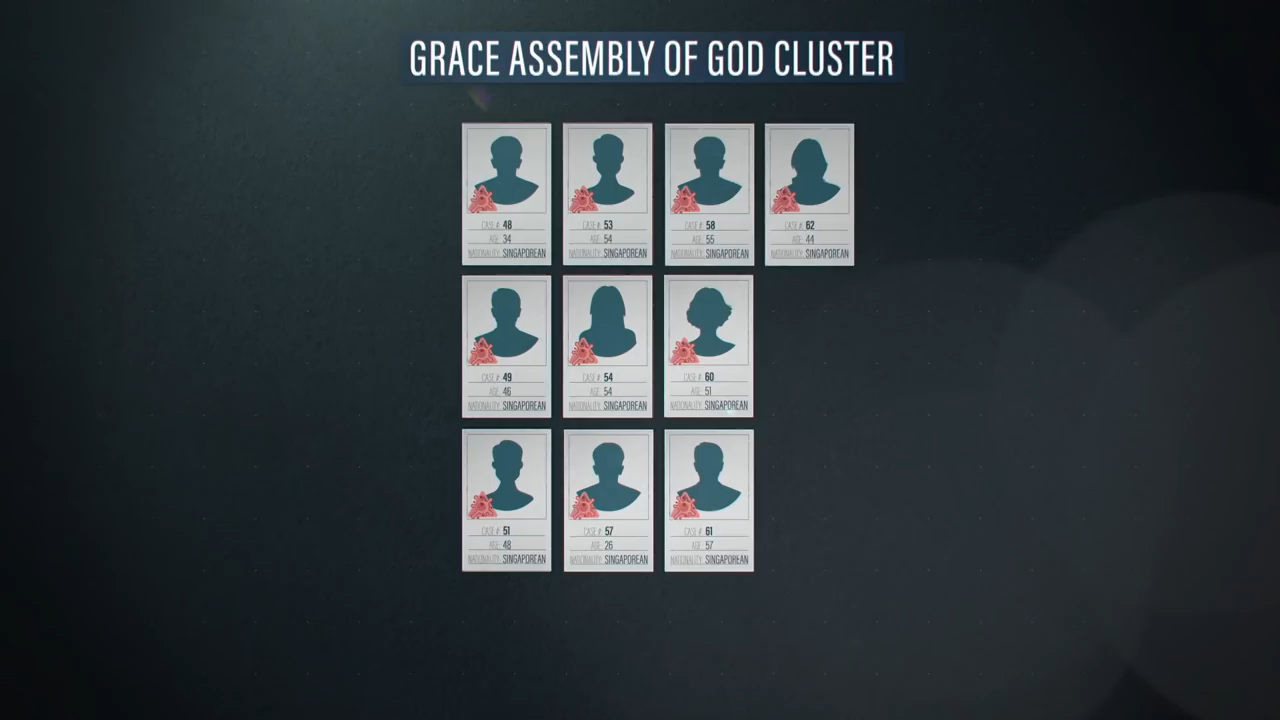 GRACE ASSEMBLY OF GOD CLUSTER
CASE #: 48
AGE: 34
NATIONALITY: SINGAPOREAN
CASE #: 53
AGE: 54
NATIONALITY: SINGAPOREAN
CASE #: 58
AGE: 55
NATIONALITY: SINGAPOREAN
CASE #: 62
AGE: 44
NATIONALITY: SINGAPOREAN
CASE #: 49
AGE: 46
NATIONALITY: SINGAPOREAN
CASE #: 54
AGE: 54
NATIONALITY: SINGAPOREAN
CASE #: 60
AGE: 51
NATIONALITY: SINGAPOREAN
CASE #: 51
AGE: 48
NATIONALITY: SINGAPOREAN
CASE #: 57
AGE: 26
NATIONALITY: SINGAPOREAN
CASE #: 61
AGE: 57
NATIONALITY: SINGAPOREAN